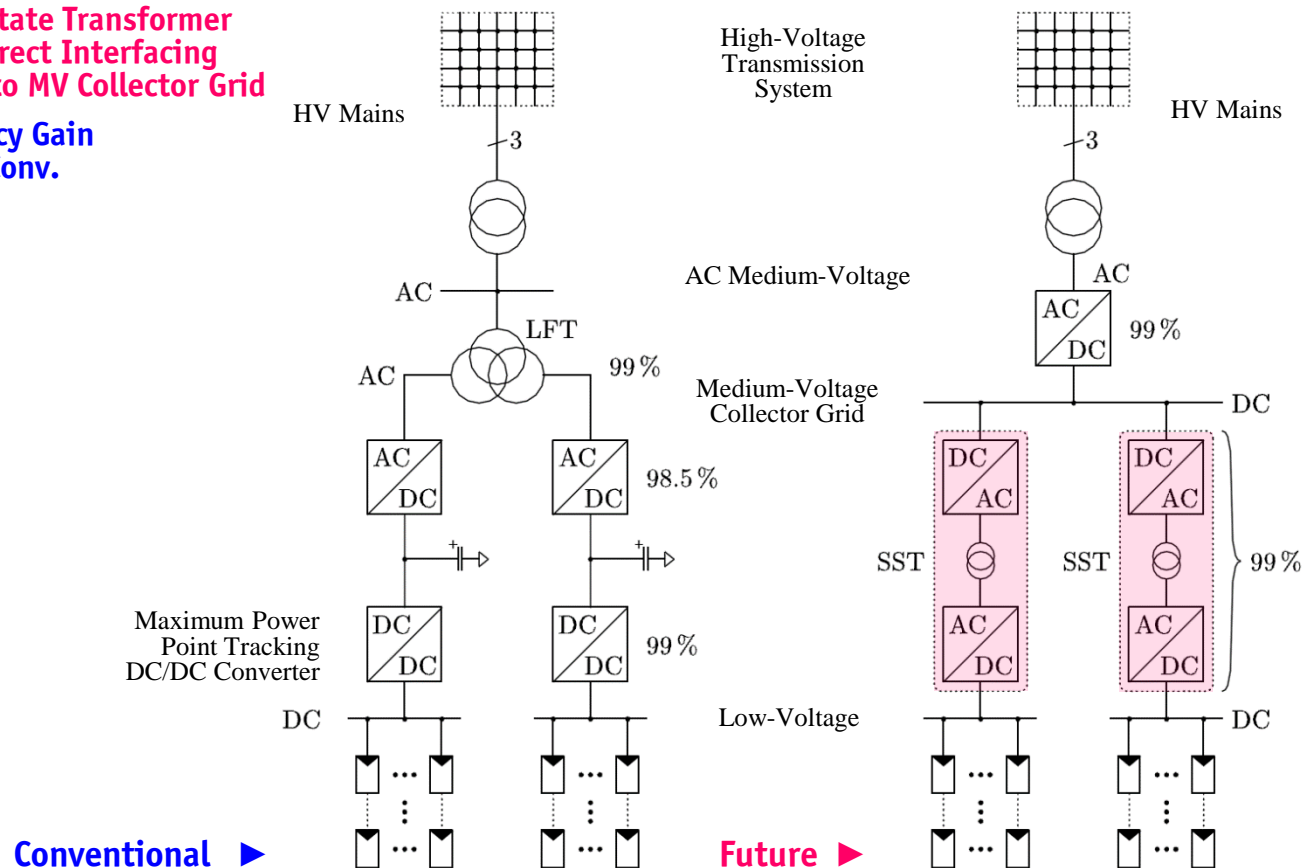 tate Transformer
rect Interfacing
to MV Collector Grid
cy Gain
onv.
High-Voltage
Transmission
System
HV Mains
HV Mains
3
3
AC Medium-Voltage
AC
AC
LFT
AC
DC
99%
99%
AC
Medium-Voltage
Collector Grid
DC
AC
DC
AC
DC
98.5%
DC
AC
DC
AC
+
+
SST
SST
99%
Maximum Power
Point Tracking
DC/DC Converter
DC
DC
DC
DC
99%
AC
DC
AC
DC
DC
Low-Voltage
DC
Conventional ►
Future ►